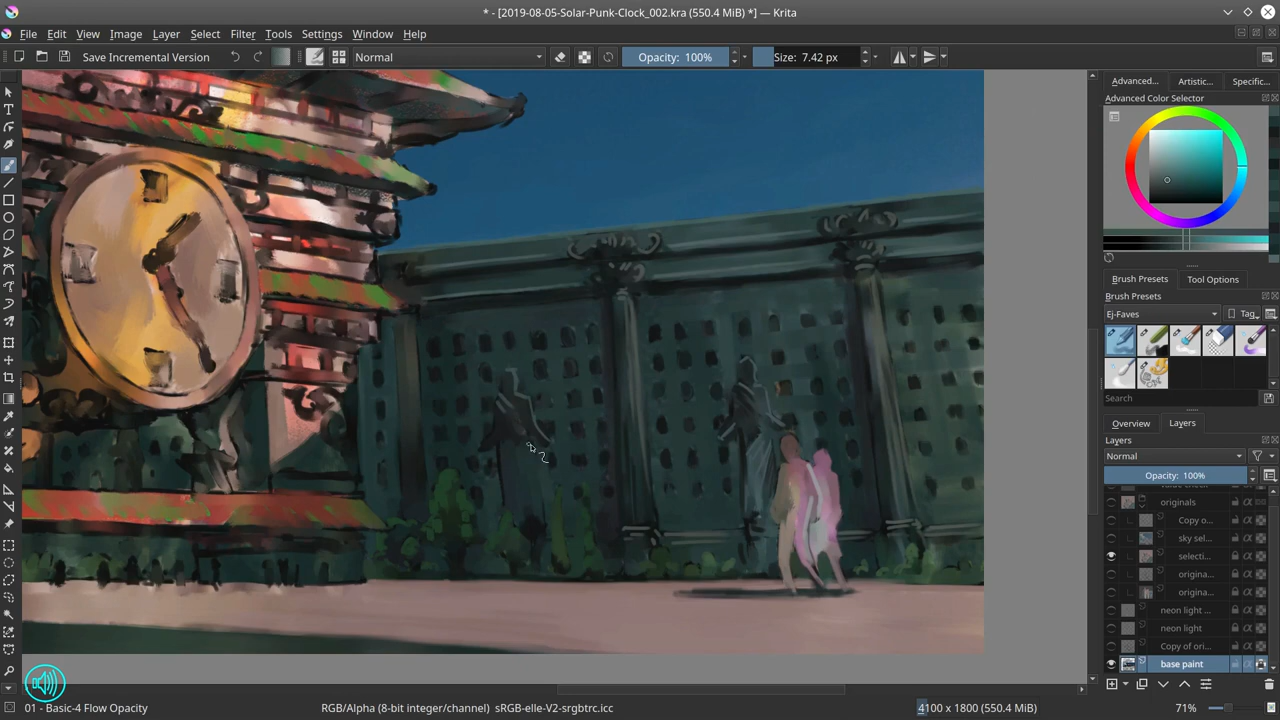 * - [2019-08-05-Solar-Punk-Clock_002.kra (550.4 MiB) *] — Krita
File Edit View Image Layer Select Filter Tools Settings Window Help
Save Incremental Version Normal Opacity: 100% Size: 7.42 px
Advanced... Artistic... Specific...
Advanced Color Selector
Brush Presets Tool Options
Brush Presets
Ej-Faves Tag
Search
Overview Layers
Layers
Normal
Opacity: 100%
originals
Copy o...
sky sel...
selecti...
origina...
origina...
neon light ...
neon light
Copy of ori...
base paint
01 - Basic-4 Flow Opacity RGB/Alpha (8-bit integer/channel) sRGB-elle-V2-srgbtrc.icc 4100 x 1800 (550.4 MiB) 71%